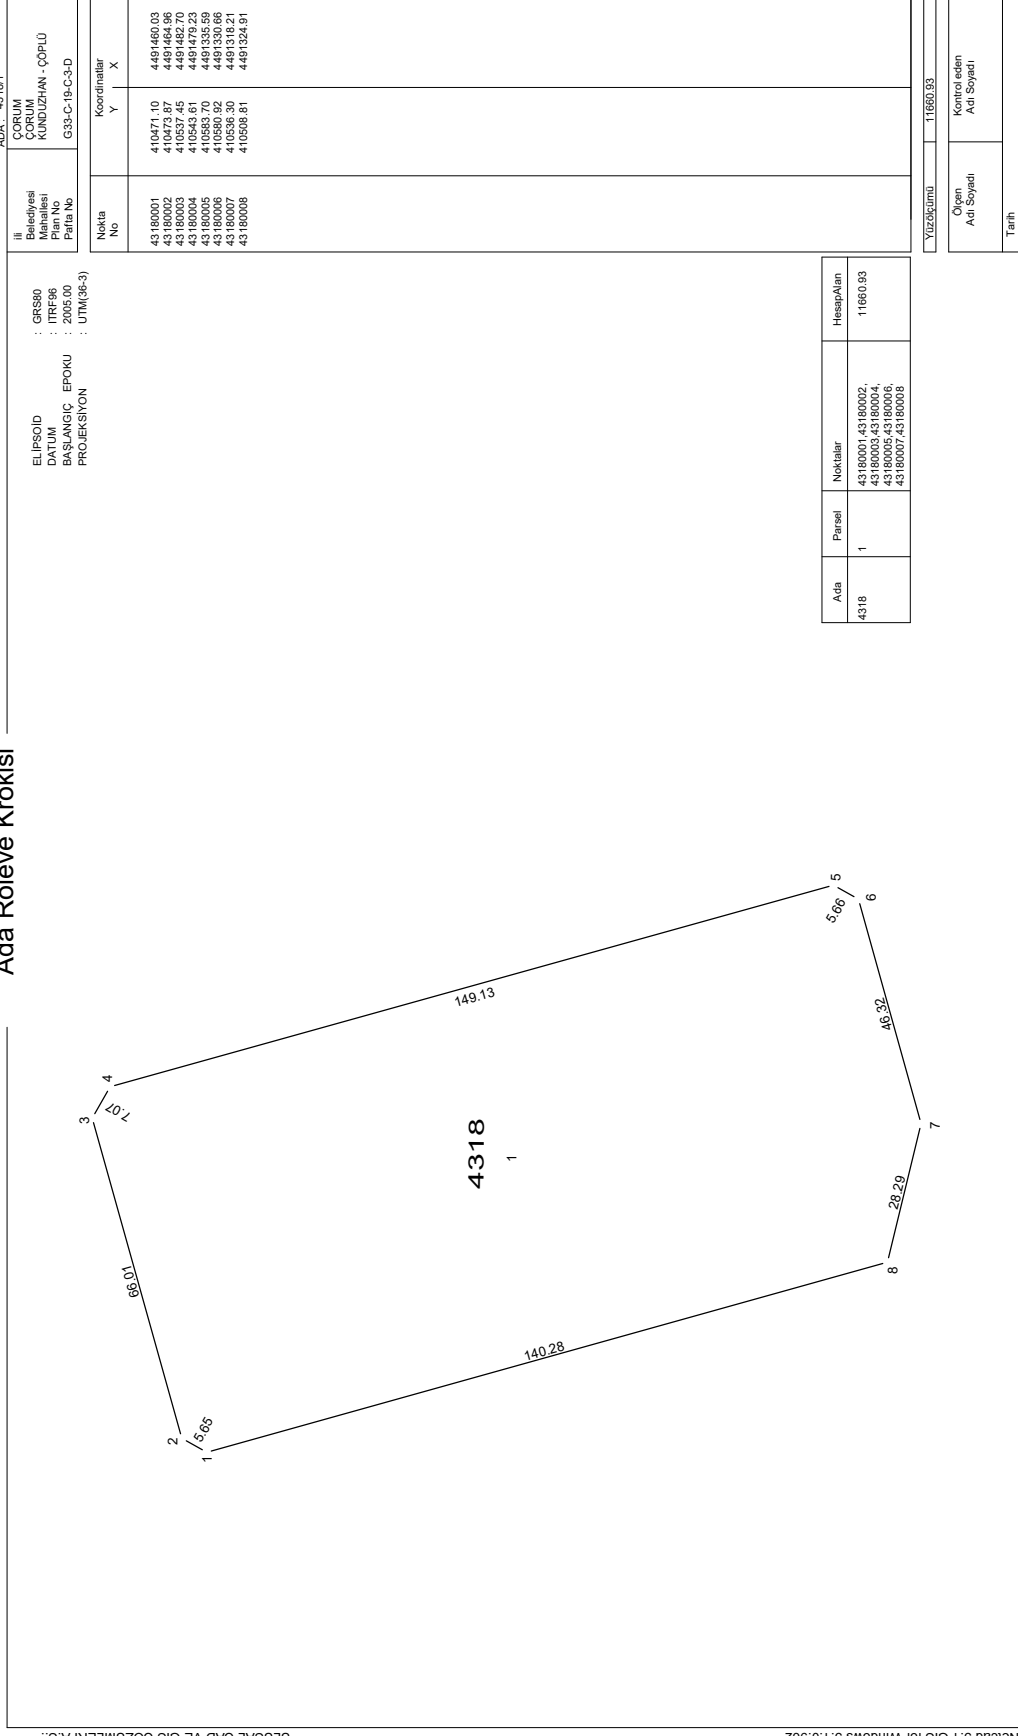 Ada Röleve Krokisi
ADA : 4318/1
ili ÇORUM
Belediyesi ÇORUM
Mahallesi KUNDUZHAN - ÇÖPLÜ
Plan No
Pafta No G33-C-19-C-3-D
ELİPSOİD : GRS80
DATUM : ITRF96
BAŞLANGIÇ EPOKU : 2005.00
PROJEKSİYON : UTM(36-3)
Nokta No Koordinatlar
Y X
43180001 410471.10 4491460.03
43180002 410473.87 4491464.96
43180003 410537.45 4491482.70
43180004 410543.61 4491479.23
43180005 410583.70 4491335.59
43180006 410580.92 4491330.66
43180007 410536.30 4491318.21
43180008 410508.81 4491324.91
3
4
7.07
66.01
2
5.65
1
149.13
4318
1
140.28
5
5.66
6
46.32
28.29
8
7
Ada Parsel Noktalar HesapAlan
4318 1 43180001,43180002, 11660.93
43180003,43180004,
43180005,43180006,
43180007,43180008
Yüzölçümü 11660.93
Ölçen Kontrol eden
Adı Soyadı Adı Soyadı
Tarih